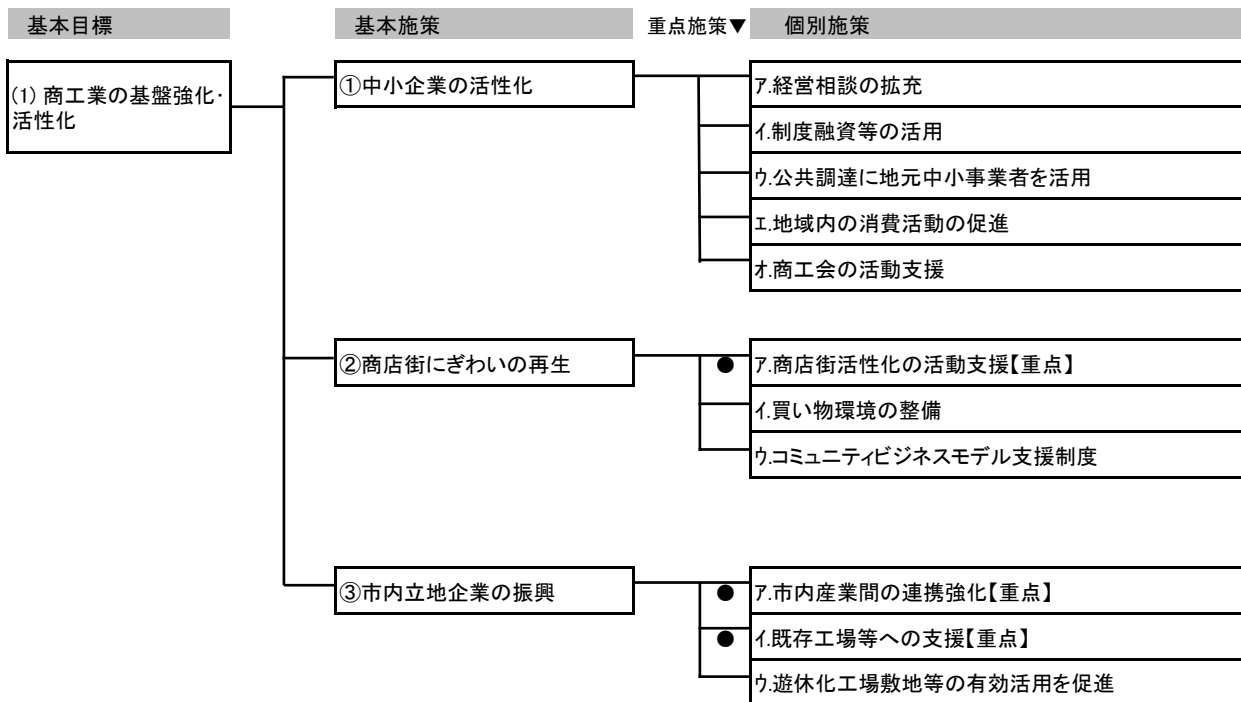 基本目標
基本施策
重点施策▼
個別施策
(1) 商工業の基盤強化・
活性化
①中小企業の活性化
ｱ.経営相談の拡充
ｲ.制度融資等の活用
ｳ.公共調達に地元中小事業者を活用
ｴ.地域内の消費活動の促進
ｵ.商工会の活動支援
②商店街にぎわいの再生
● ｱ.商店街活性化の活動支援【重点】
ｲ.買い物環境の整備
ｳ.コミュニティビジネスモデル支援制度
③市内立地企業の振興
● ｱ.市内産業間の連携強化【重点】
● ｲ.既存工場等への支援【重点】
ｳ.遊休化工場敷地等の有効活用を促進